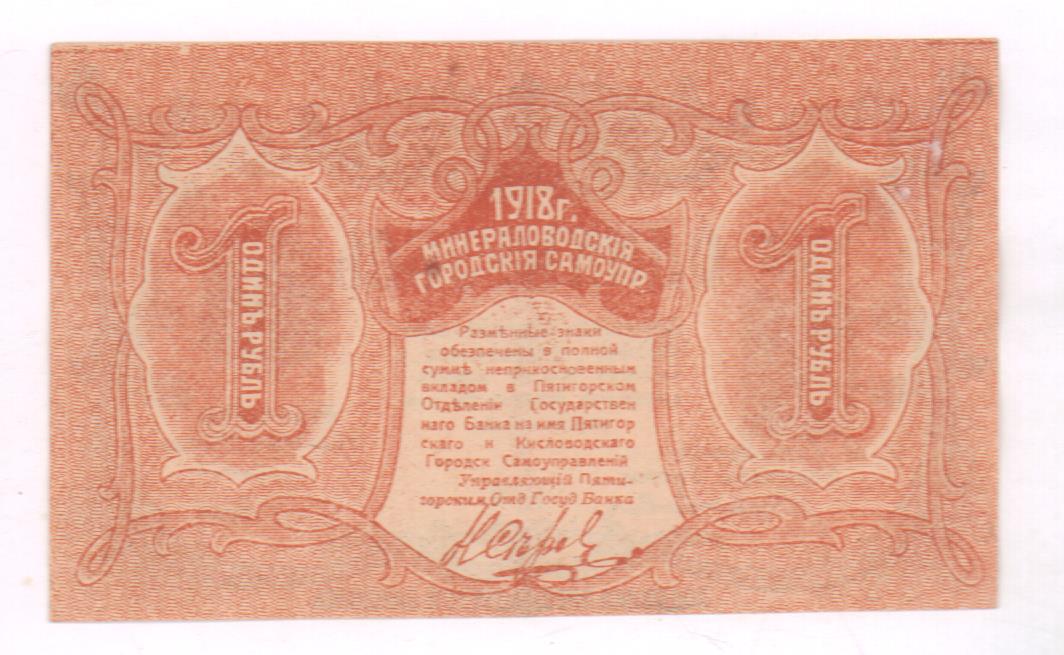 1918г.
МИНЕРАЛОВОДСКІЯ
ГОРОДСКІЯ САМОУПР.
1
ОДИНЪ РУБЛЬ
Размѣнные знаки
обезпечены в полной
суммѣ неприкосновенным
вкладом в Пятигорском
Отдѣленіи Государствен
наго Банка на имя Пятигор
скаго и Кисловодскаго
Городск Самоуправленій
Управляющій Пяти-
горским Отд Госуд Банка
1
ОДИНЪ РУБЛЬ